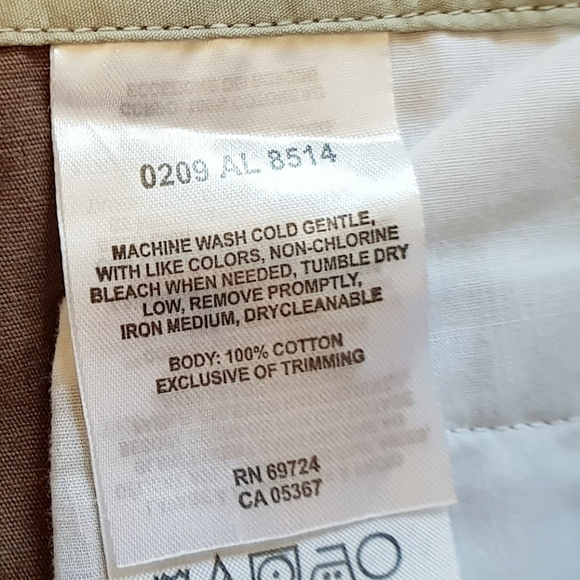 0209 AL 8514
MACHINE WASH COLD GENTLE,
WITH LIKE COLORS, NON-CHLORINE
BLEACH WHEN NEEDED, TUMBLE DRY
LOW, REMOVE PROMPTLY,
IRON MEDIUM, DRYCLEANABLE
BODY: 100% COTTON
EXCLUSIVE OF TRIMMING
RN 69724
CA 05367